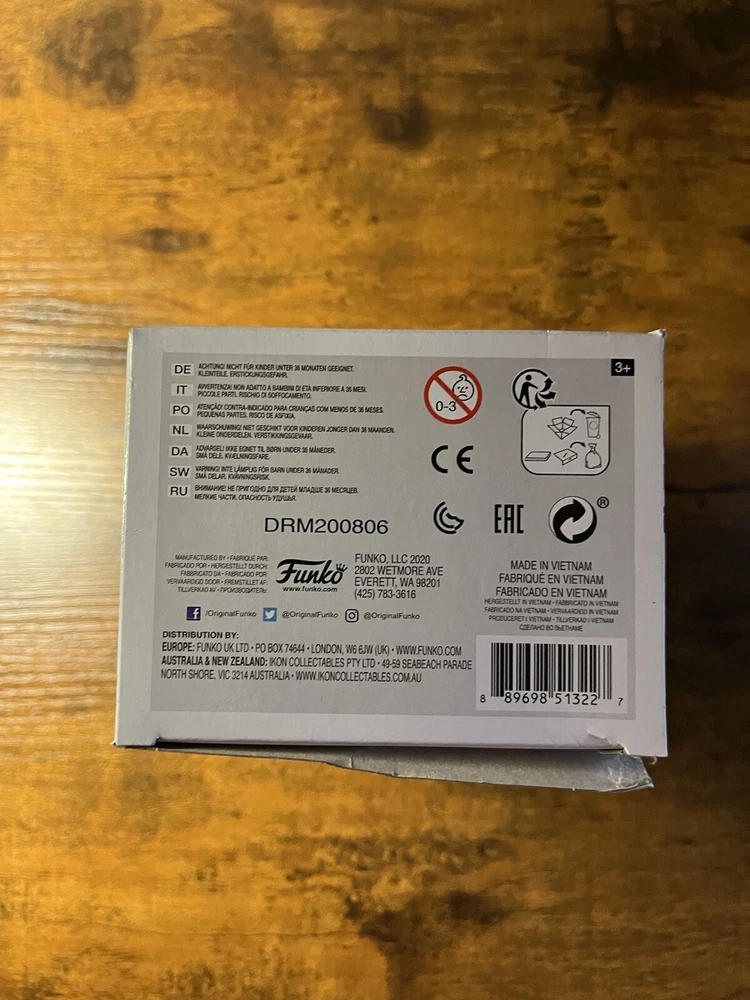 3+
DE ACHTUNG! NICHT FÜR KINDER UNTER 36 MONATEN GEEIGNET.
KLEINTEILE. ERSTICKUNGSGEFAHR.
IT AVVERTENZA! NON ADATTO A BAMBINI DI ETÀ INFERIORE A 36 MESI.
PICCOLE PARTI. RISCHIO DI SOFFOCAMENTO.
PO ATENÇÃO! CONTRA-INDICADO PARA CRIANÇAS COM MENOS DE 36 MESES.
PEQUENAS PARTES. RISCO DE ASFIXIA.
NL WAARSCHUWING! NIET GESCHIKT VOOR KINDEREN JONGER DAN 36 MAANDEN.
KLEINE ONDERDELEN. VERSTIKKINGSGEVAAR.
DA ADVARSEL! IKKE EGNET TIL BØRN UNDER 36 MÅNEDER.
SMÅ DELE. KVÆLNINGSFARE.
SW VARNING! INTE LÄMPLIG FÖR BARN UNDER 36 MÅNADER.
SMÅ DELAR. KVÄVNINGSRISK.
RU ВНИМАНИЕ! НЕ ПРИГОДНО ДЛЯ ДЕТЕЙ МЛАДШЕ 36 МЕСЯЦЕВ.
МЕЛКИЕ ЧАСТИ. ОПАСНОСТЬ УДУШЬЯ.
0-3
CE
EAC
®
DRM200806
MANUFACTURED BY • FABRIQUÉ PAR:
FABRICADO POR • HERGESTELLT DURCH:
FABBRICATO DA • FABRICADO POR:
VERVAARDIGD DOOR • FREMSTILLET AF:
TILLVERKAD AV • ПРОИЗВОДИТЕЛЬ:
Funko
www.funko.com
FUNKO, LLC 2020
2802 WETMORE AVE
EVERETT, WA 98201
(425) 783-3616
MADE IN VIETNAM
FABRIQUÉ EN VIETNAM
FABRICADO EN VIETNAM
HERGESTELLT IN VIETNAM • FABBRICATO IN VIETNAM
FABRICADO NA VIETNAM • VERVAARDIGD IN VIETNAM
PRODUCERET I VIETNAM • TILLVERKAD I VIETNAM
СДЕЛАНО ВО ВЬЕТНАМЕ
f /OriginalFunko @OriginalFunko @OriginalFunko
DISTRIBUTION BY:
EUROPE: FUNKO UK LTD • PO BOX 74644 • LONDON, W6 6JW (UK) • WWW.FUNKO.COM
AUSTRALIA & NEW ZEALAND: IKON COLLECTABLES PTY LTD • 49-59 SEABEACH PARADE
NORTH SHORE, VIC 3214 AUSTRALIA • WWW.IKONCOLLECTABLES.COM.AU
8 89698 51322 7